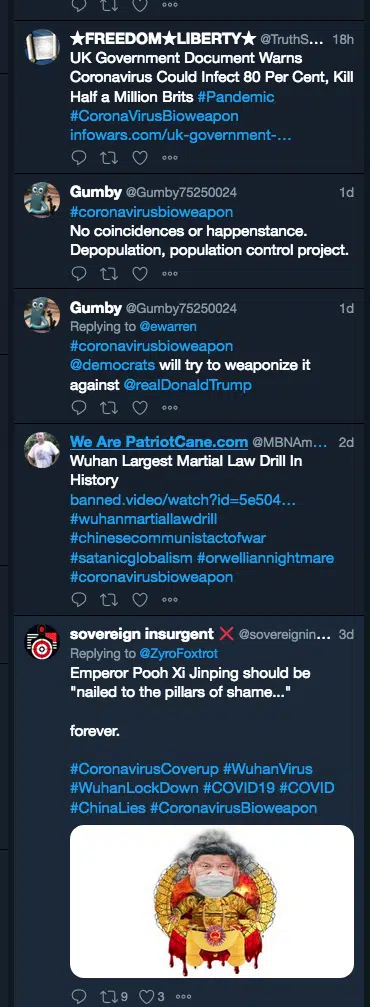 ★FREEDOM★LIBERTY★ @TruthS... 18h
UK Government Document Warns
Coronavirus Could Infect 80 Per Cent, Kill
Half a Million Brits #Pandemic
#CoronaVirusBioweapon
infowars.com/uk-government-...
Gumby @Gumby75250024 1d
#coronavirusbioweapon
No coincidences or happenstance.
Depopulation, population control project.
Gumby @Gumby75250024 1d
Replying to @ewarren
#coronavirusbioweapon
@democrats will try to weaponize it
against @realDonaldTrump
We Are PatriotCane.com @MBNAm... 2d
Wuhan Largest Martial Law Drill In
History
banned.video/watch?id=5e504...
#wuhanmartiallawdrill
#chinesecommunistactofwar
#satanicglobalism #orwelliannightmare
#coronavirusbioweapon
sovereign insurgent ❌ @sovereignin... 3d
Replying to @ZyroFoxtrot
Emperor Pooh Xi Jinping should be
"nailed to the pillars of shame..."
forever.
#CoronavirusCoverup #WuhanVirus
#WuhanLockDown #COVID19 #COVID
#ChinaLies #CoronavirusBioweapon
9 3